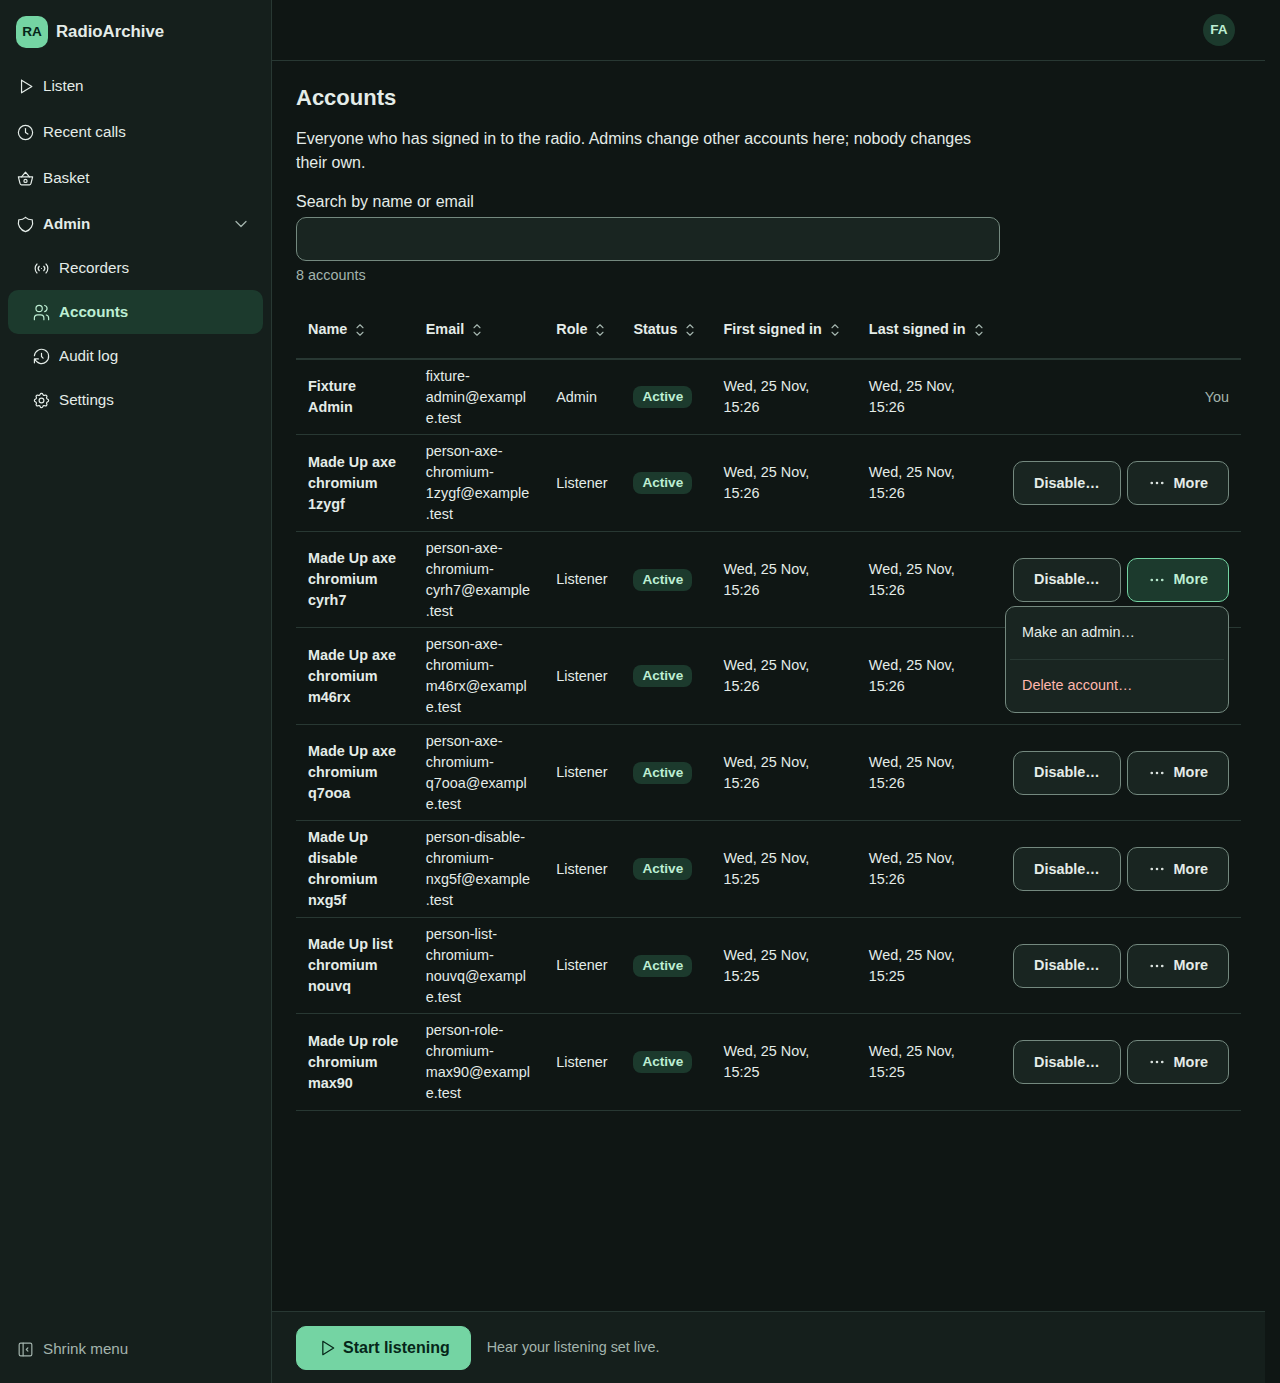 RA RadioArchive
FA
Listen
Recent calls
Basket
Admin
Recorders
Accounts
Audit log
Settings
Shrink menu
Accounts
Everyone who has signed in to the radio. Admins change other accounts here; nobody changes
their own.
Search by name or email
8 accounts
Name Email Role Status First signed in Last signed in
Fixture
Admin
fixture-
admin@exampl
e.test
Admin
Active
Wed, 25 Nov,
15:26
Wed, 25 Nov,
15:26
You
Made Up axe
chromium
1zygf
person-axe-
chromium-
1zygf@example
.test
Listener
Active
Wed, 25 Nov,
15:26
Wed, 25 Nov,
15:26
Disable…
More
Made Up axe
chromium
cyrh7
person-axe-
chromium-
cyrh7@example
.test
Listener
Active
Wed, 25 Nov,
15:26
Wed, 25 Nov,
15:26
Disable…
More
Make an admin…
Delete account…
Made Up axe
chromium
m46rx
person-axe-
chromium-
m46rx@exampl
e.test
Listener
Active
Wed, 25 Nov,
15:26
Wed, 25 Nov,
15:26
Made Up axe
chromium
q7ooa
person-axe-
chromium-
q7ooa@exampl
e.test
Listener
Active
Wed, 25 Nov,
15:26
Wed, 25 Nov,
15:26
Disable…
More
Made Up
disable
chromium
nxg5f
person-disable-
chromium-
nxg5f@example
.test
Listener
Active
Wed, 25 Nov,
15:25
Wed, 25 Nov,
15:26
Disable…
More
Made Up list
chromium
nouvq
person-list-
chromium-
nouvq@exampl
e.test
Listener
Active
Wed, 25 Nov,
15:25
Wed, 25 Nov,
15:25
Disable…
More
Made Up role
chromium
max90
person-role-
chromium-
max90@exampl
e.test
Listener
Active
Wed, 25 Nov,
15:25
Wed, 25 Nov,
15:25
Disable…
More
Start listening
Hear your listening set live.